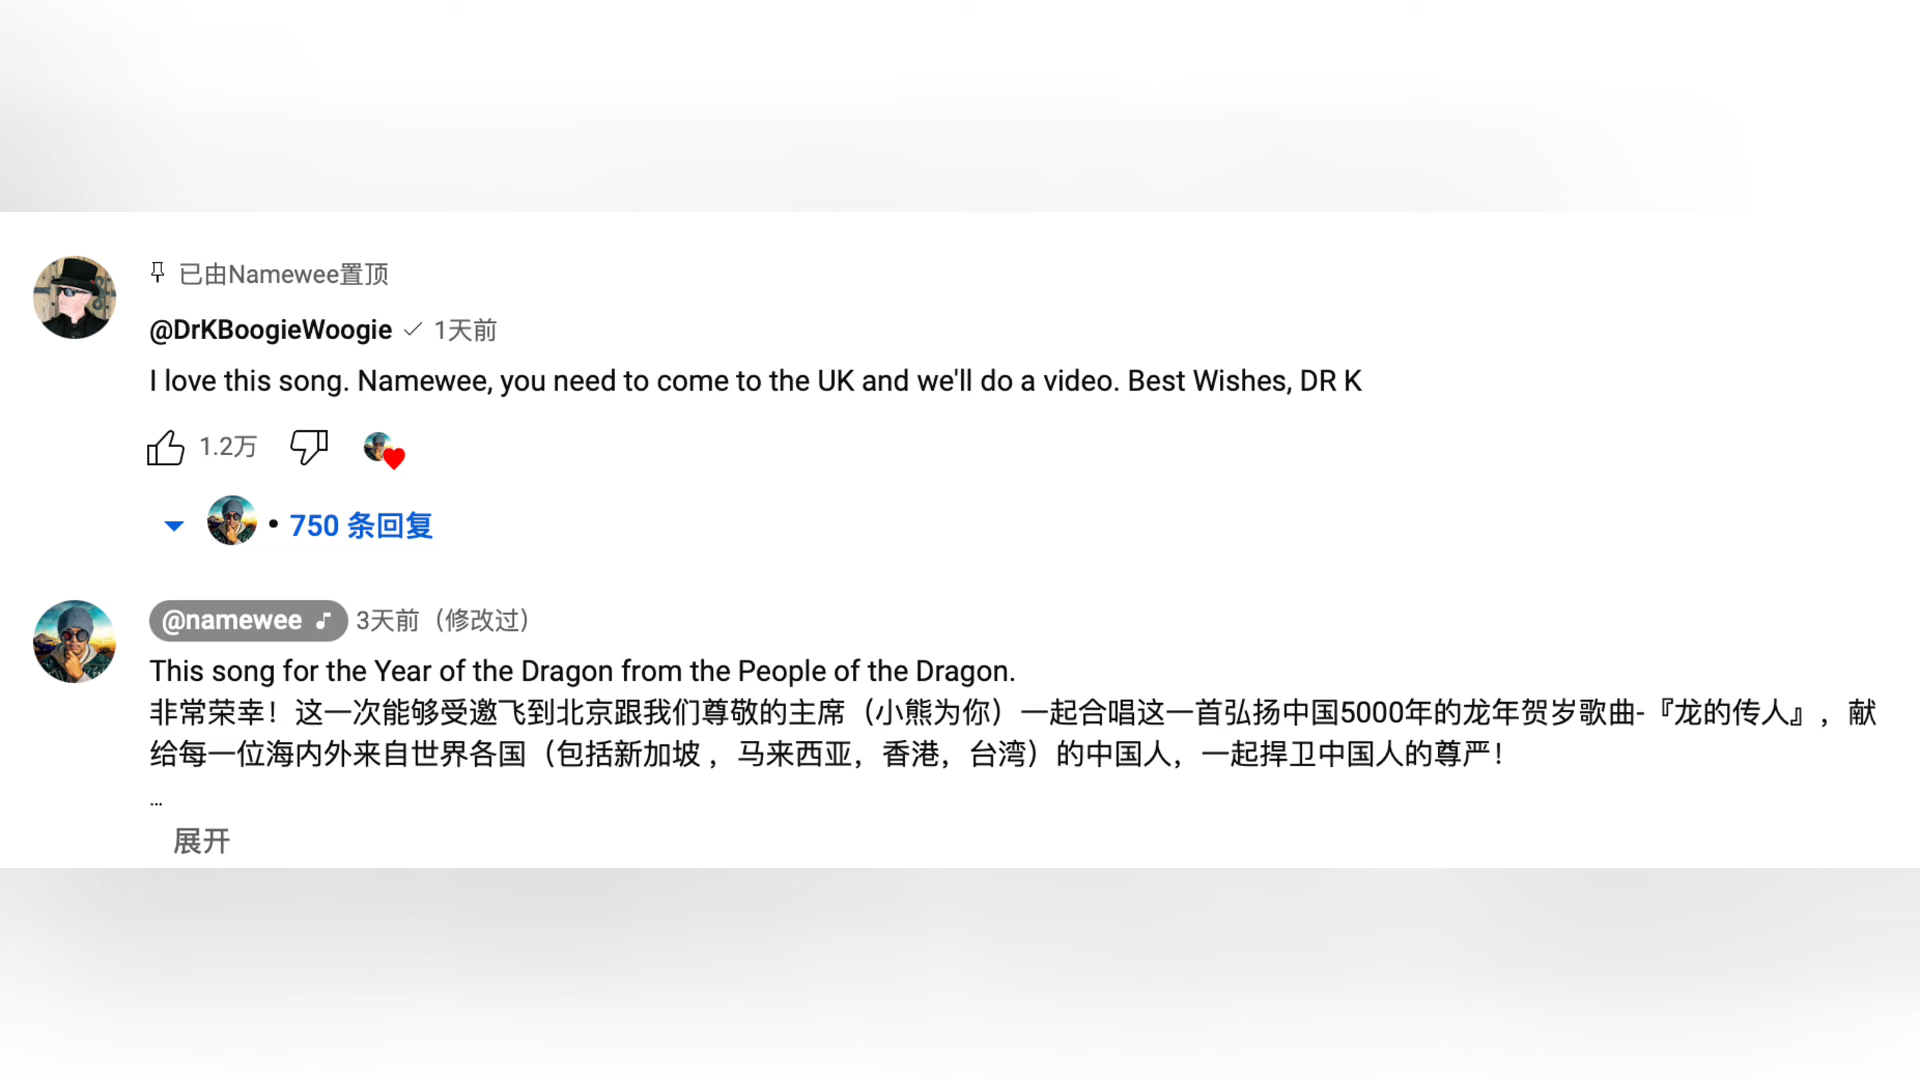 已由Namewee置顶
@DrKBoogieWoogie 1天前
I love this song. Namewee, you need to come to the UK and we'll do a video. Best Wishes, DR K
1.2万
750 条回复
@namewee 3天前（修改过）
This song for the Year of the Dragon from the People of the Dragon.
非常荣幸！这一次能够受邀飞到北京跟我们尊敬的主席（小熊为你）一起合唱这一首弘扬中国5000年的龙年贺岁歌曲-『龙的传人』，献
给每一位海内外来自世界各国（包括新加坡 ，马来西亚，香港，台湾）的中国人，一起捍卫中国人的尊严！
...
展开